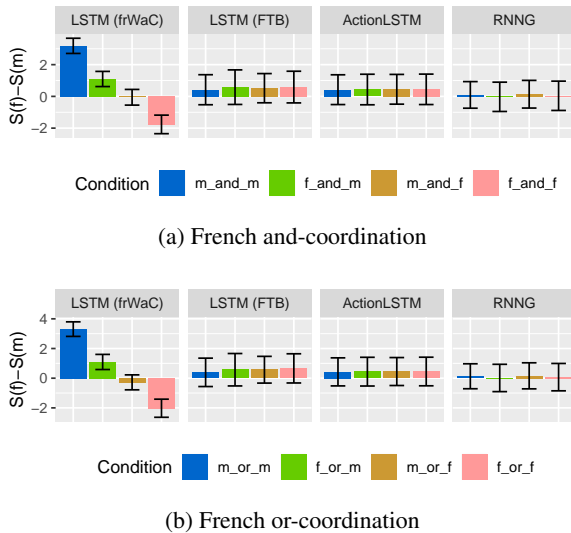 LSTM (frWaC) LSTM (FTB) ActionLSTM RNNG
S(f)−S(m)
2
0
−2
Condition m_and_m f_and_m m_and_f f_and_f
(a) French and-coordination
LSTM (frWaC) LSTM (FTB) ActionLSTM RNNG
S(f)−S(m)
4
2
0
−2
Condition m_or_m f_or_m m_or_f f_or_f
(b) French or-coordination